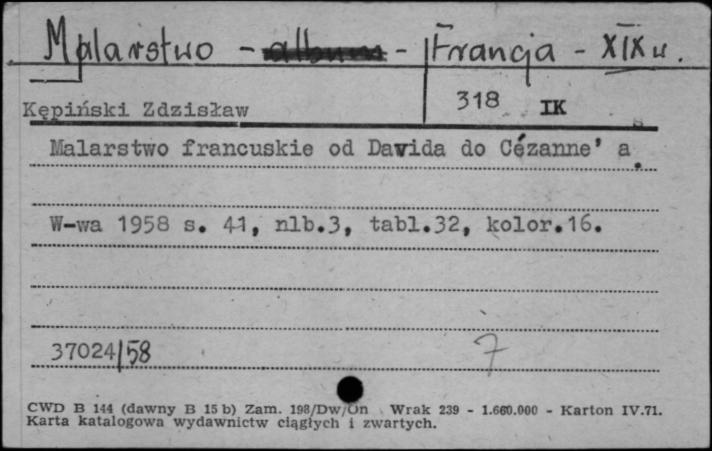 Malarstwo - album - Francja - XIX w.
Kępiński Zdzisław
318 IK
s
Malarstwo francuskie od Davida do Cézanne' a.
W-wa 1958 s. 41, nlb.3, tabl.32, kolor.16.
37024/58 7
CWD B 144 (dawny B 15 b) Zam. 198/Dw/On Wrak 239 - 1.660.000 - Karton IV.71.
Karta katalogowa wydawnictw ciągłych i zwartych.